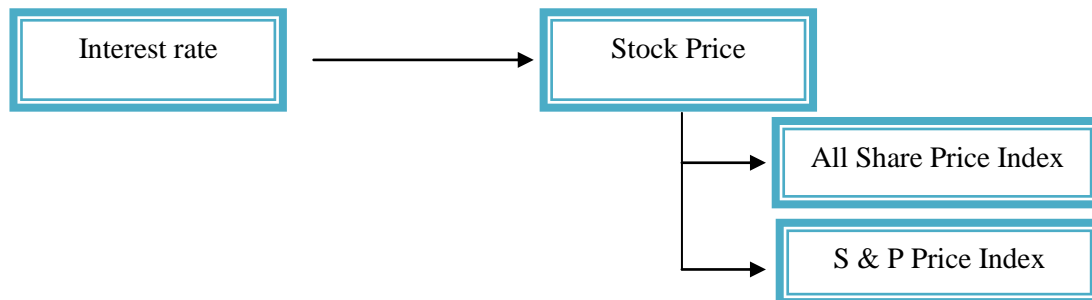 Interest rate
Stock Price
All Share Price Index
S & P Price Index